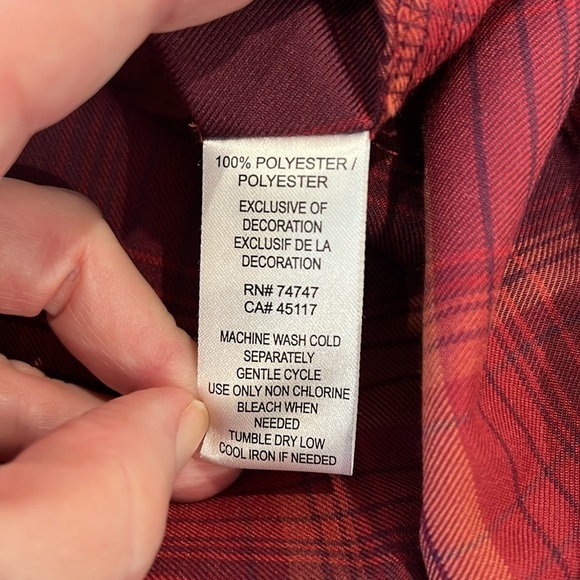 100% POLYESTER /
POLYESTER
EXCLUSIVE OF
DECORATION
EXCLUSIF DE LA
DECORATION
RN# 74747
CA# 45117
MACHINE WASH COLD
SEPARATELY
GENTLE CYCLE
USE ONLY NON CHLORINE
BLEACH WHEN
NEEDED
TUMBLE DRY LOW
COOL IRON IF NEEDED